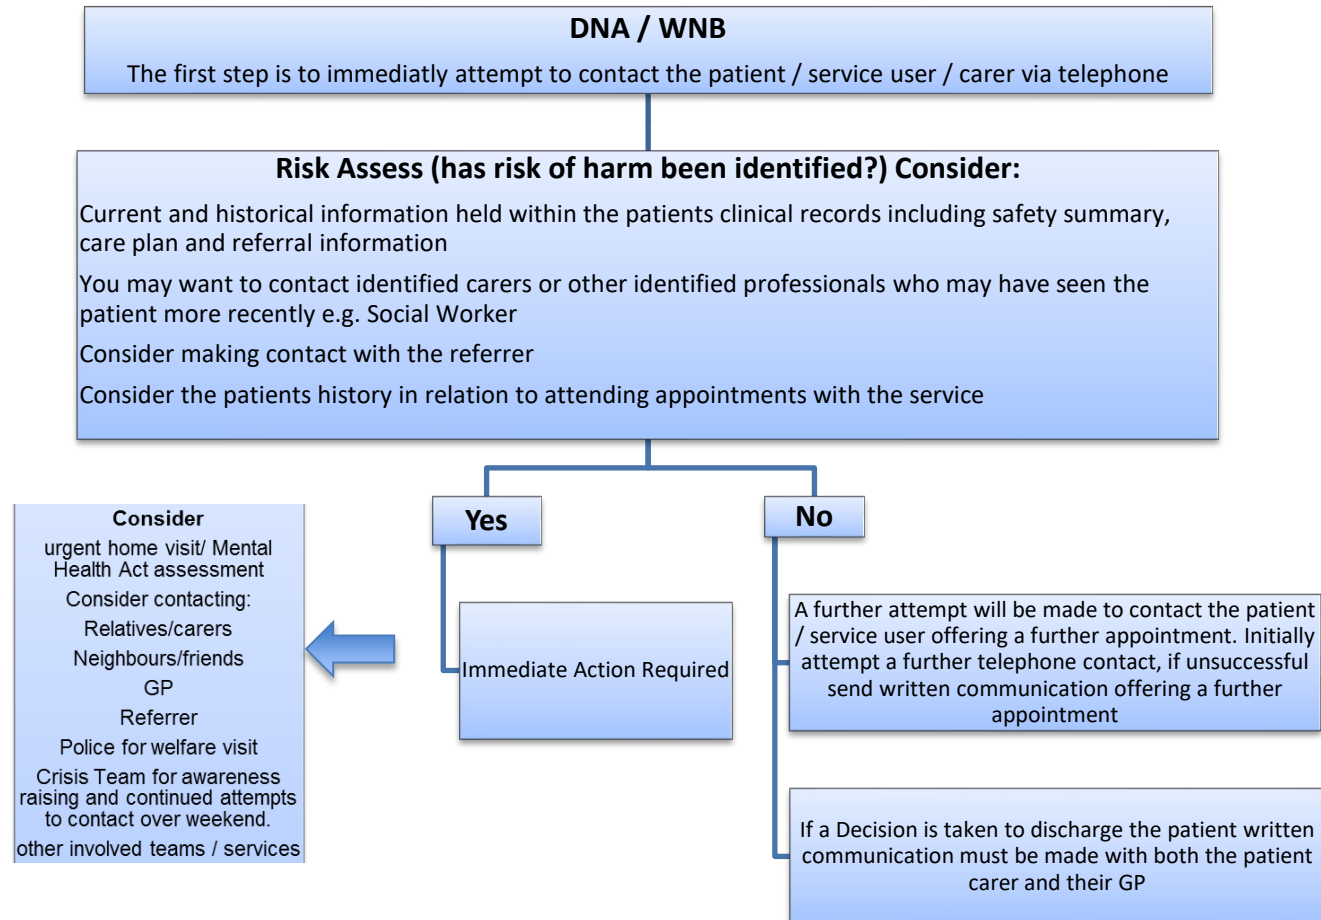 DNA / WNB
The first step is to immediatly attempt to contact the patient / service user / carer via telephone
Risk Assess (has risk of harm been identified?) Consider:
Current and historical information held within the patients clinical records including safety summary,
care plan and referral information
You may want to contact identified carers or other identified professionals who may have seen the
patient more recently e.g. Social Worker
Consider making contact with the referrer
Consider the patients history in relation to attending appointments with the service
Yes
No
Consider
urgent home visit/ Mental
Health Act assessment
Consider contacting:
Relatives/carers
Neighbours/friends
GP
Referrer
Police for welfare visit
Crisis Team for awareness
raising and continued attempts
to contact over weekend.
other involved teams / services
Immediate Action Required
A further attempt will be made to contact the patient
/ service user offering a further appointment. Initially
attempt a further telephone contact, if unsuccessful
send written communication offering a further
appointment
If a Decision is taken to discharge the patient written
communication must be made with both the patient
carer and their GP